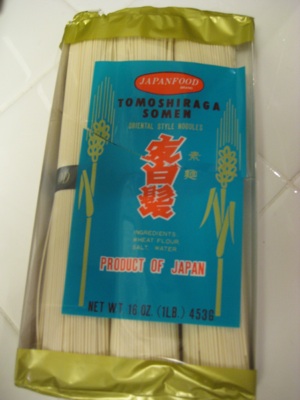 JAPANFOOD
TOMOSHIRAGA
SOMEN
ORIENTAL STYLE NOODLES
友白髪
素麺
INGREDIENTS:
WHEAT FLOUR
SALT, WATER
PRODUCT OF JAPAN
NET WT. 16 OZ. (1LB.) 453G